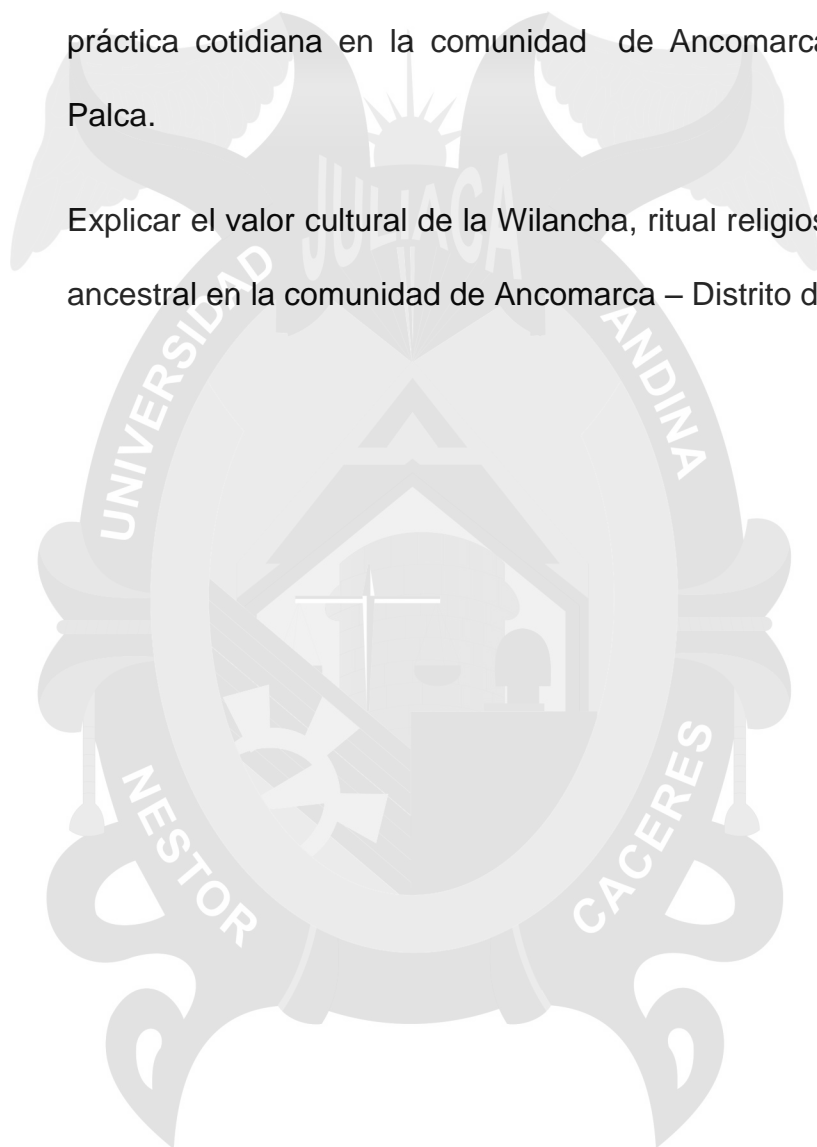 práctica cotidiana en la comunidad de Ancomarca
Palca.
Explicar el valor cultural de la Wilancha, ritual
ancestral en la comunidad de Ancomarca – Distrito
JULIACA
UNIVERSIDAD
ANDINA
NESTOR
CACERES